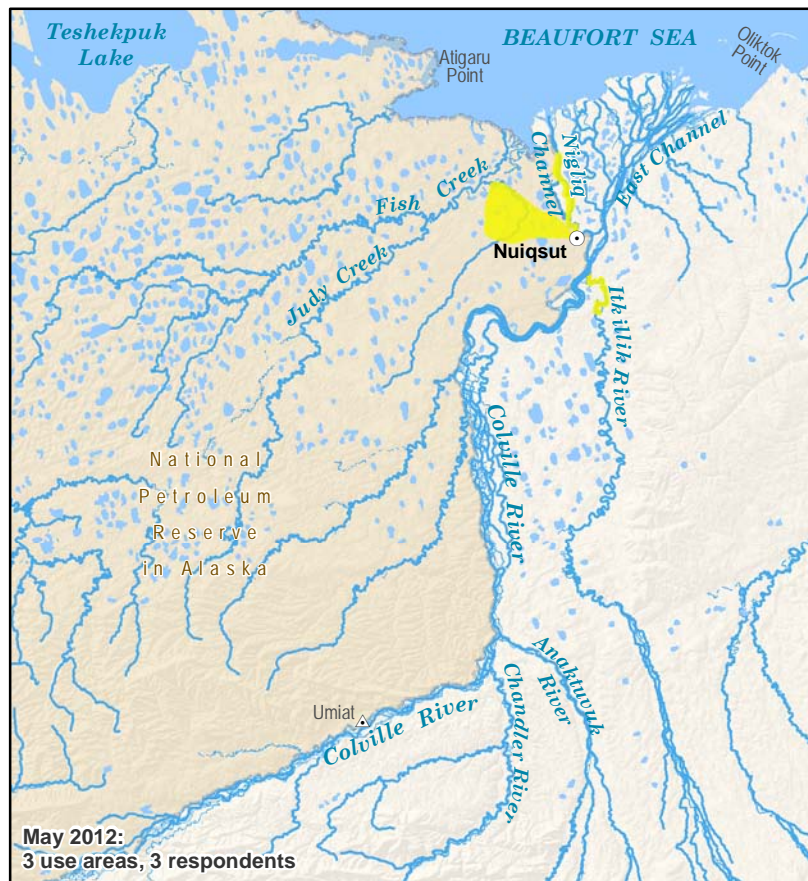 Teshekpuk
Lake
BEAUFORT SEA
Oliktok
Point
Atigaru
Point
Nigliq
Channel
East Channel
Fish Creek
Nuiqsut
Judy Creek
Itkillik River
Colville River
National
Petroleum
Reserve
in Alaska
Anaktuvuk
River
Chandler River
Umiat
Colville River
May 2012:
3 use areas, 3 respondents